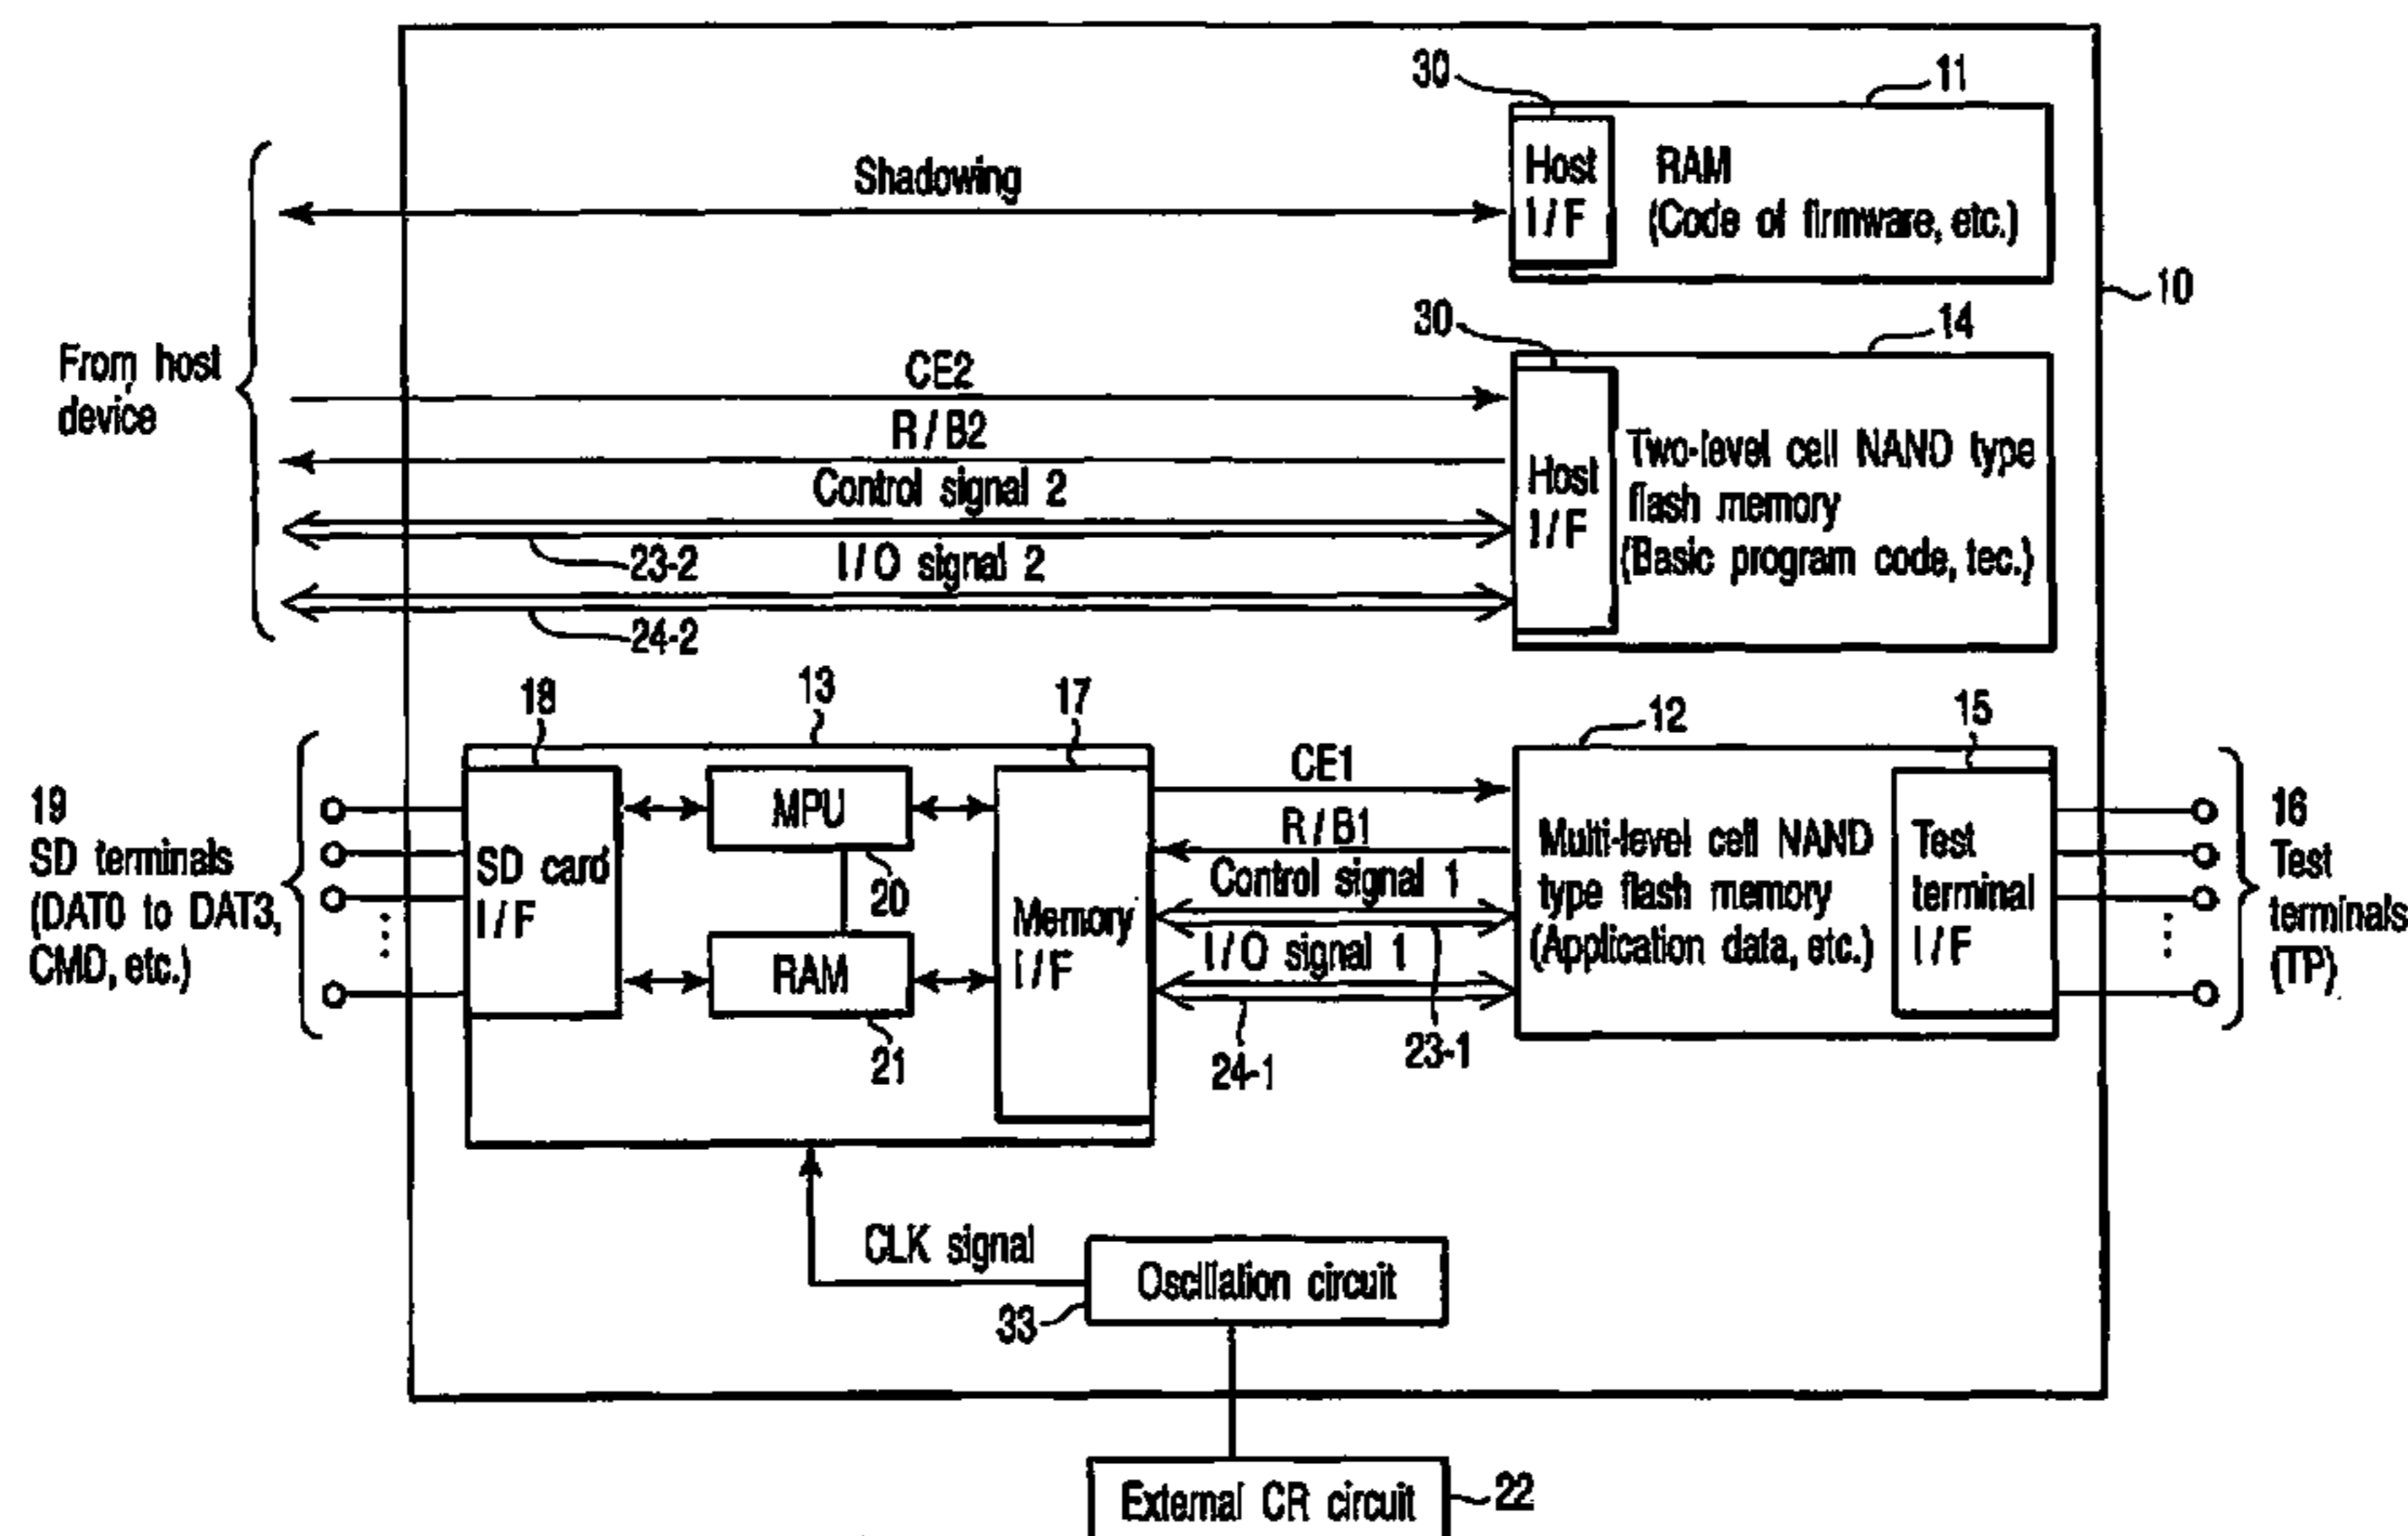 30
11
Host
I/F
RAM
(Code of firmware, etc.)
Shadowing
10
From host
device
30
14
CE2
R/B2
Control signal 2
23-2
I/O signal 2
24-2
Host
I/F
Two-level cell NAND type
flash memory
(Basic program code, tec.)
18
13
17
12
15
19
SD terminals
(DAT0 to DAT3,
CMD, etc.)
SD card
I/F
MPU
20
RAM
21
Memory
I/F
CE1
R/B1
Control signal 1
I/O signal 1
24-1
23-1
Multi-level cell NAND
type flash memory
(Application data, etc.)
Test
terminal
I/F
16
Test
terminals
(TP)
CLK signal
Oscillation circuit
33
External CR circuit
22